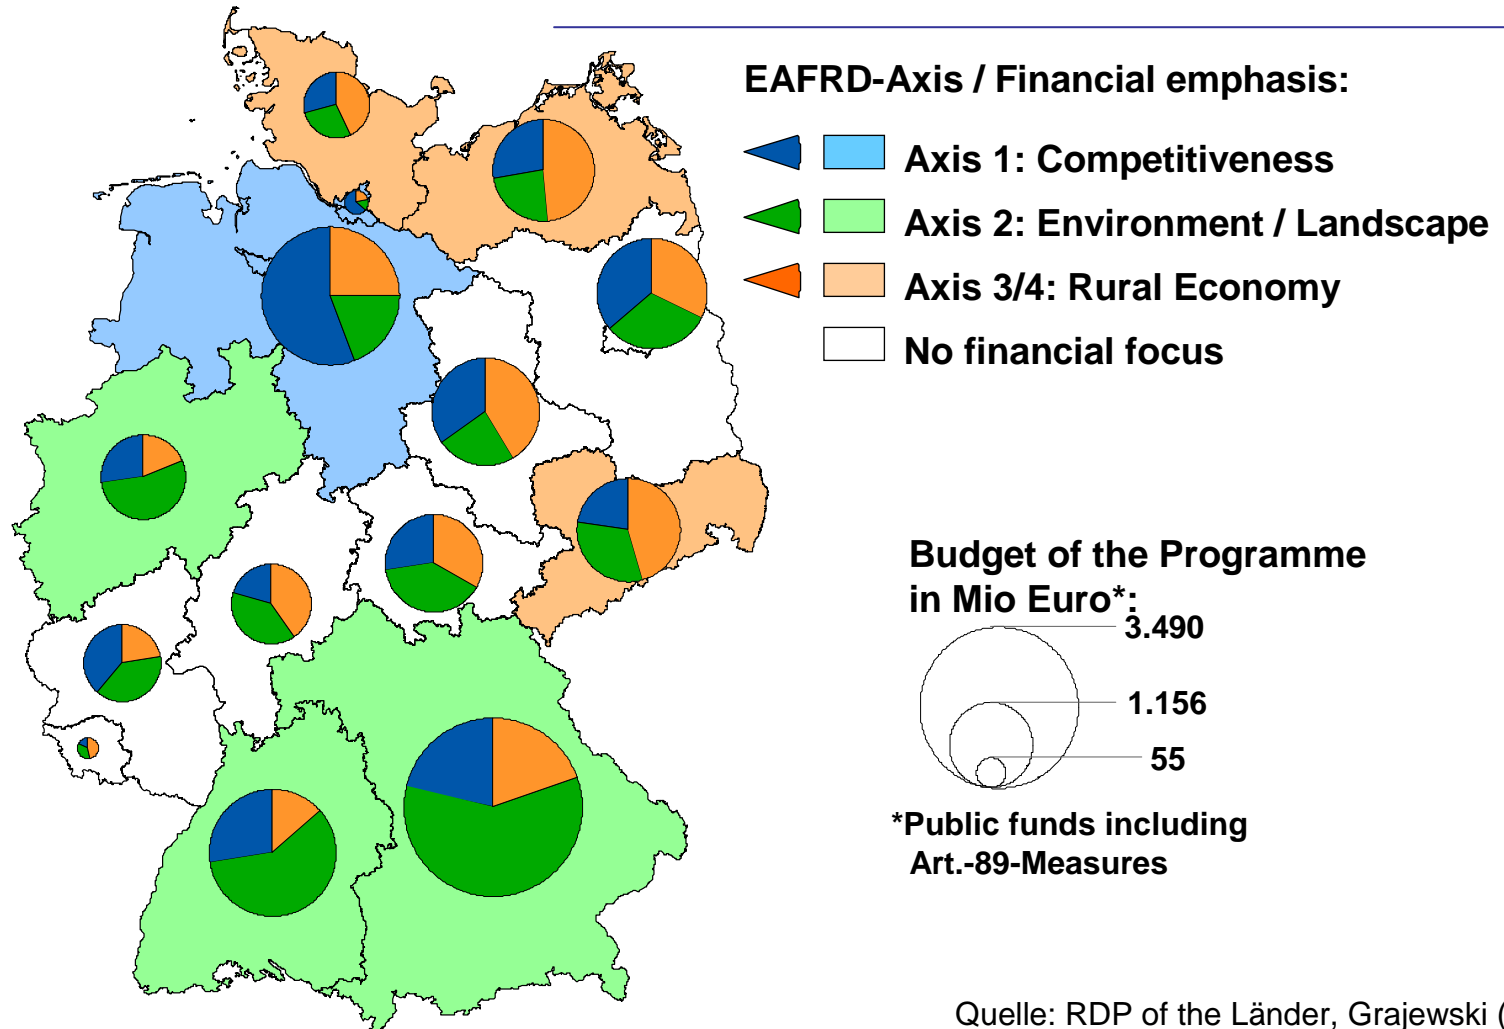 EAFRD-Axis / Financial emphasis:
Axis 1: Competitiveness
Axis 2: Environment / Landscape
Axis 3/4: Rural Economy
No financial focus
Budget of the Programme
in Mio Euro*:
3.490
1.156
55
*Public funds including
Art.-89-Measures
Quelle: RDP of the Länder, Grajewski (